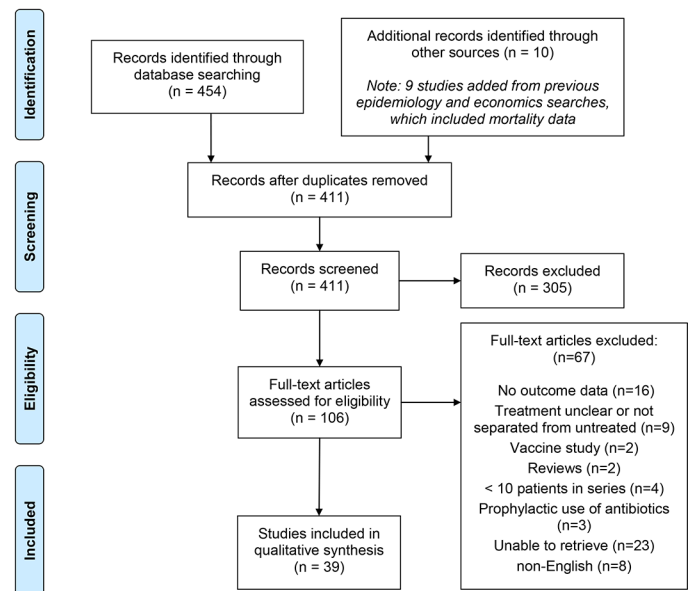 Identification
Records identified through
database searching
(n = 454)
Additional records identified through
other sources (n = 10)
Note: 9 studies added from previous
epidemiology and economics searches,
which included mortality data
Screening
Records after duplicates removed
(n = 411)
Records screened
(n = 411)
Records excluded
(n = 305)
Eligibility
Full-text articles
assessed for eligibility
(n = 106)
Full-text articles excluded:
(n=67)
No outcome data (n=16)
Treatment unclear or not
separated from untreated (n=9)
Vaccine study (n=2)
Reviews (n=2)
< 10 patients in series (n=4)
Prophylactic use of antibiotics
(n=3)
Unable to retrieve (n=23)
non-English (n=8)
Included
Studies included in
qualitative synthesis
(n = 39)